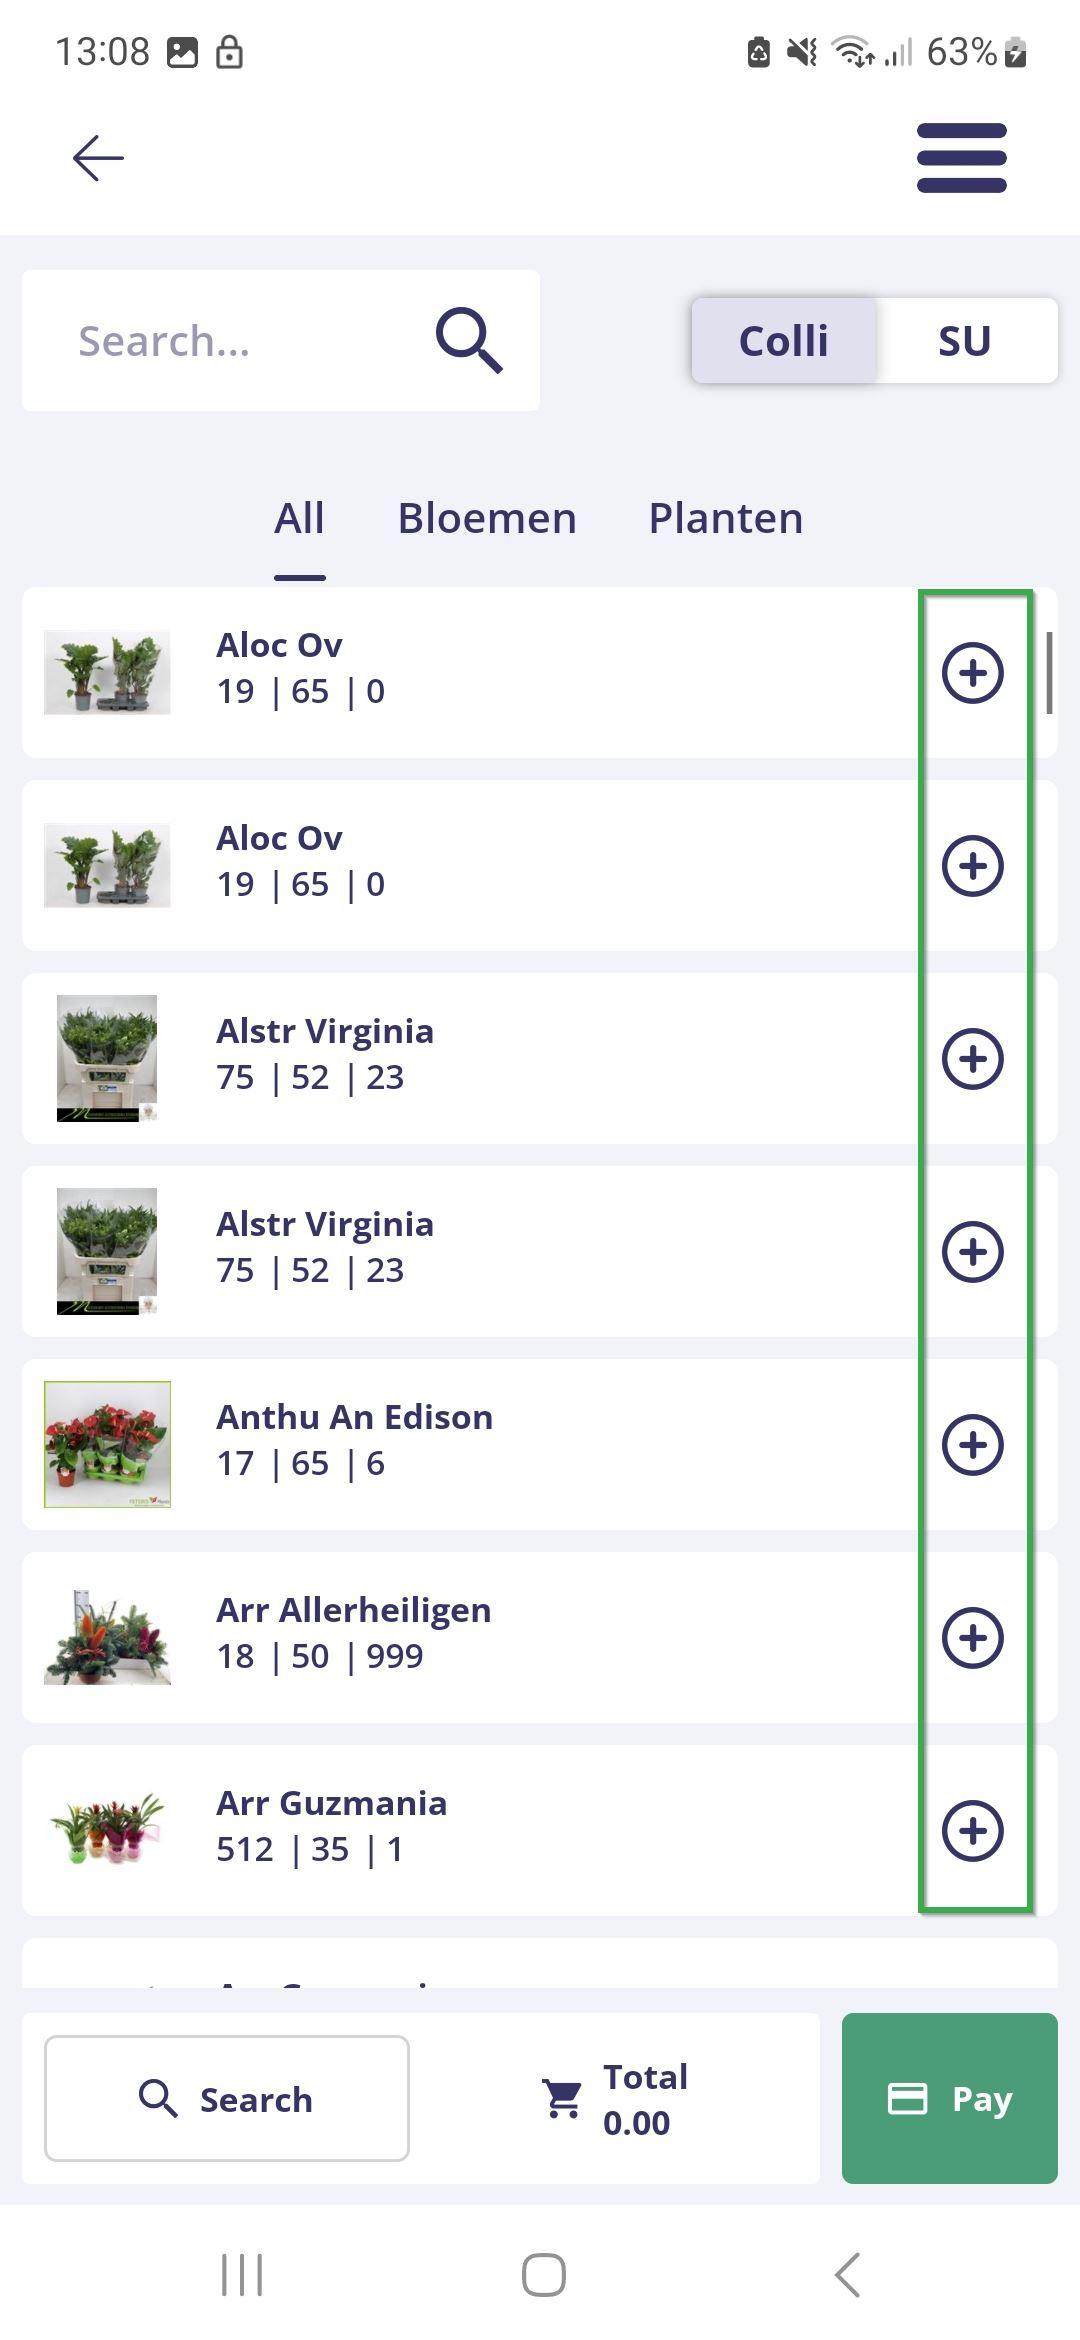 13:08 63%
Search...
Colli SU
All Bloemen Planten
Aloc Ov
19 | 65 | 0
Aloc Ov
19 | 65 | 0
Alstr Virginia
75 | 52 | 23
Alstr Virginia
75 | 52 | 23
Anthu An Edison
17 | 65 | 6
Arr Allerheiligen
18 | 50 | 999
Arr Guzmania
512 | 35 | 1
Search
Total
0.00
Pay